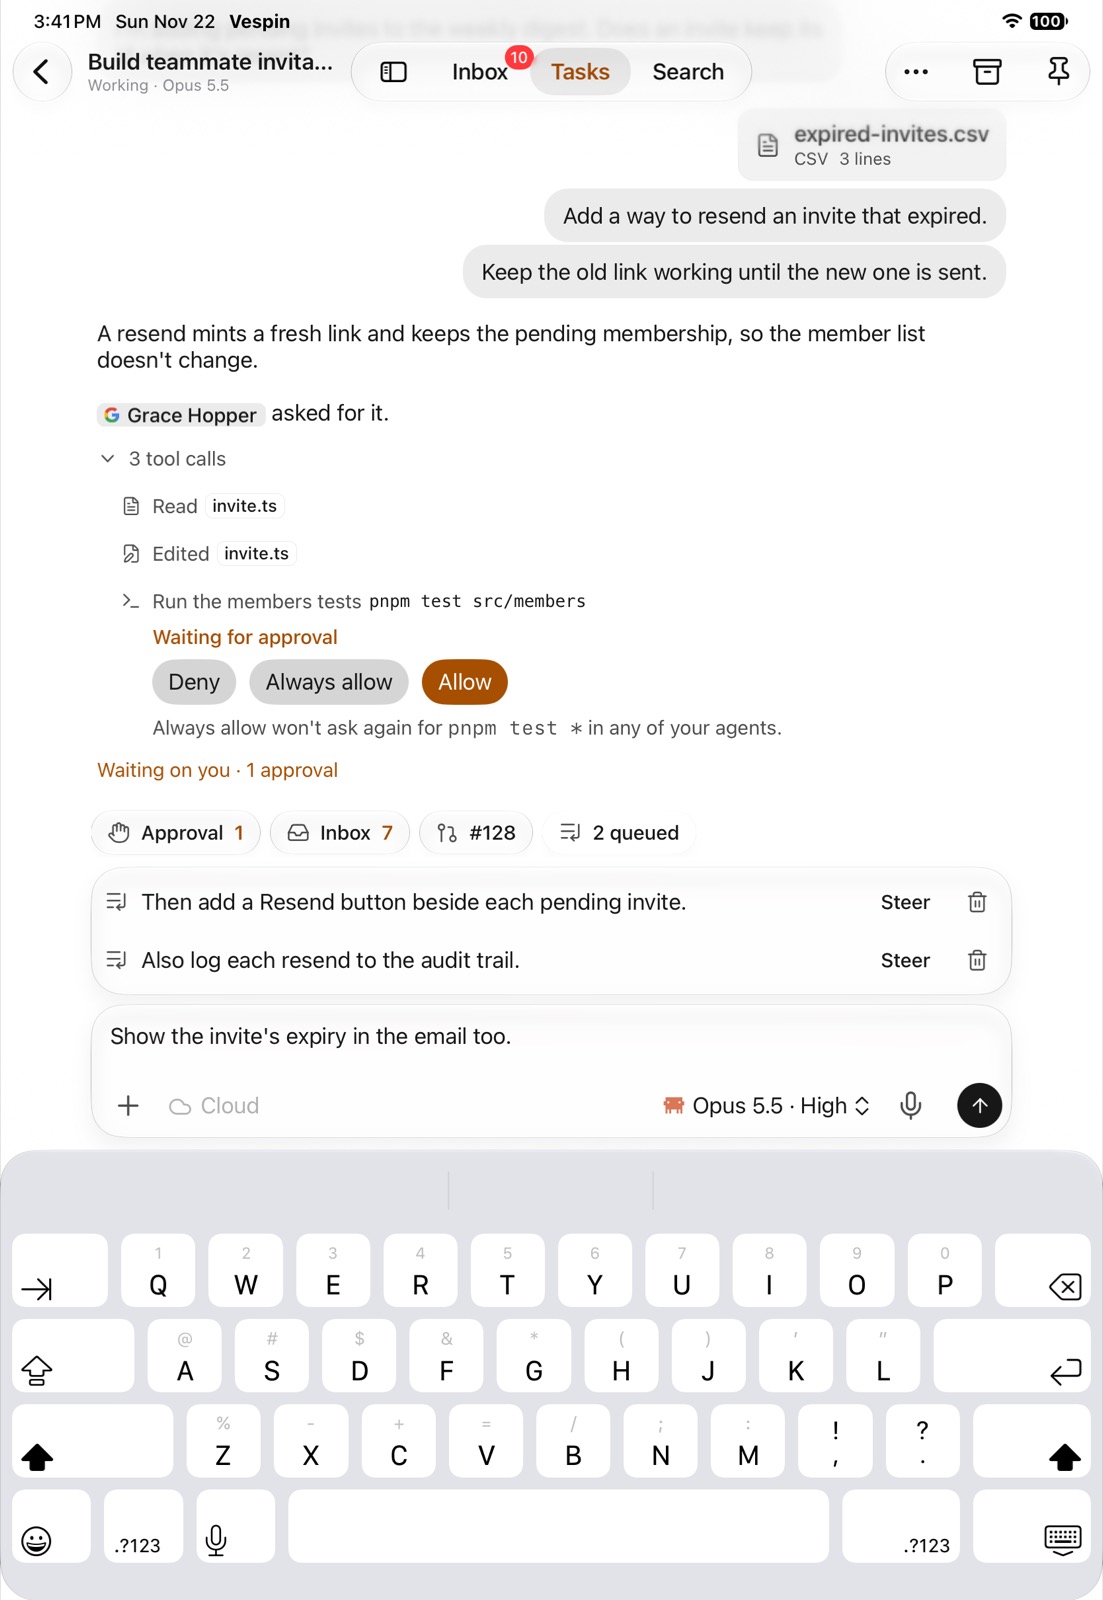 3:41 PM Sun Nov 22 Vespin
100
Build teammate invita...
Working · Opus 5.5
Inbox 10
Tasks
Search
expired-invites.csv
CSV 3 lines
Add a way to resend an invite that expired.
Keep the old link working until the new one is sent.
A resend mints a fresh link and keeps the pending membership, so the member list
doesn't change.
Grace Hopper asked for it.
3 tool calls
Read invite.ts
Edited invite.ts
Run the members tests pnpm test src/members
Waiting for approval
Deny Always allow Allow
Always allow won't ask again for pnpm test * in any of your agents.
Waiting on you · 1 approval
Approval 1 Inbox 7 #128 2 queued
Then add a Resend button beside each pending invite. Steer
Also log each resend to the audit trail. Steer
Show the invite's expiry in the email too.
Cloud Opus 5.5 · High
1 2 3 4 5 6 7 8 9 0
Q W E R T Y U I O P
@ # $ & * ( ) ' "
A S D F G H J K L
% - + = / ; : ! ?
Z X C V B N M , .
.?123 .?123